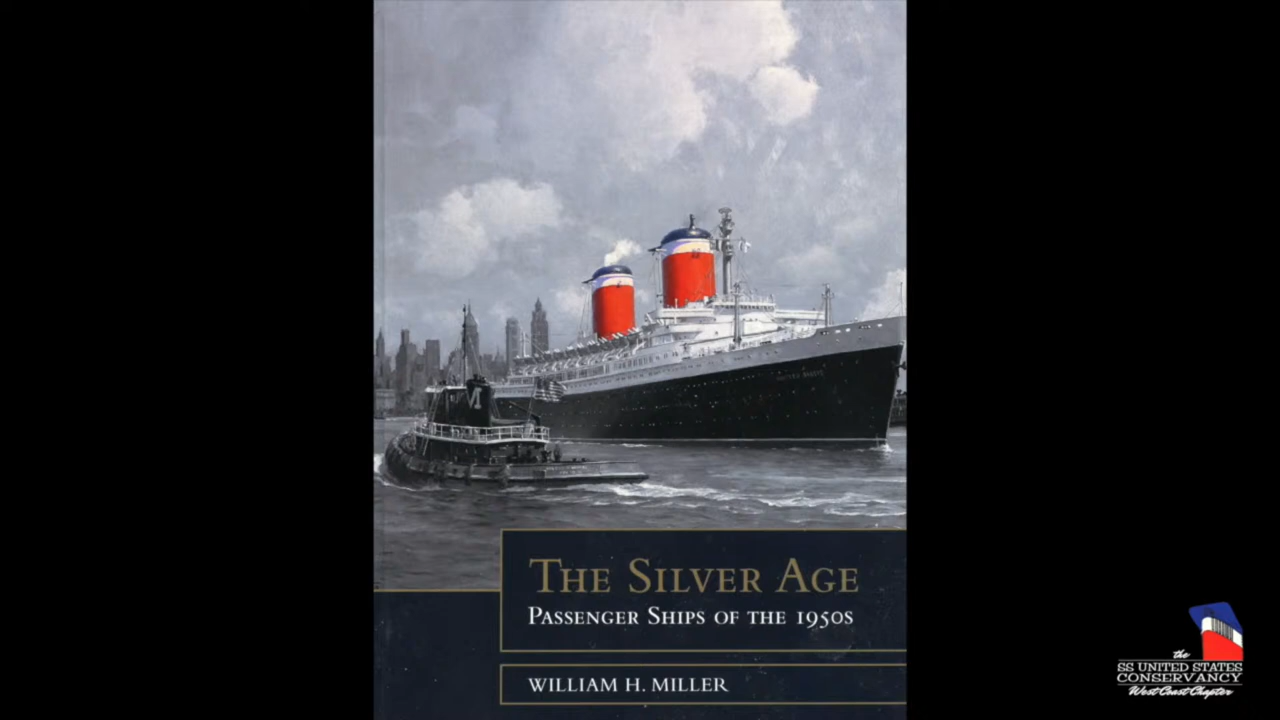 The Silver Age
Passenger Ships of the 1950s
William H. Miller
the
SS UNITED STATES
CONSERVANCY
West Coast Chapter